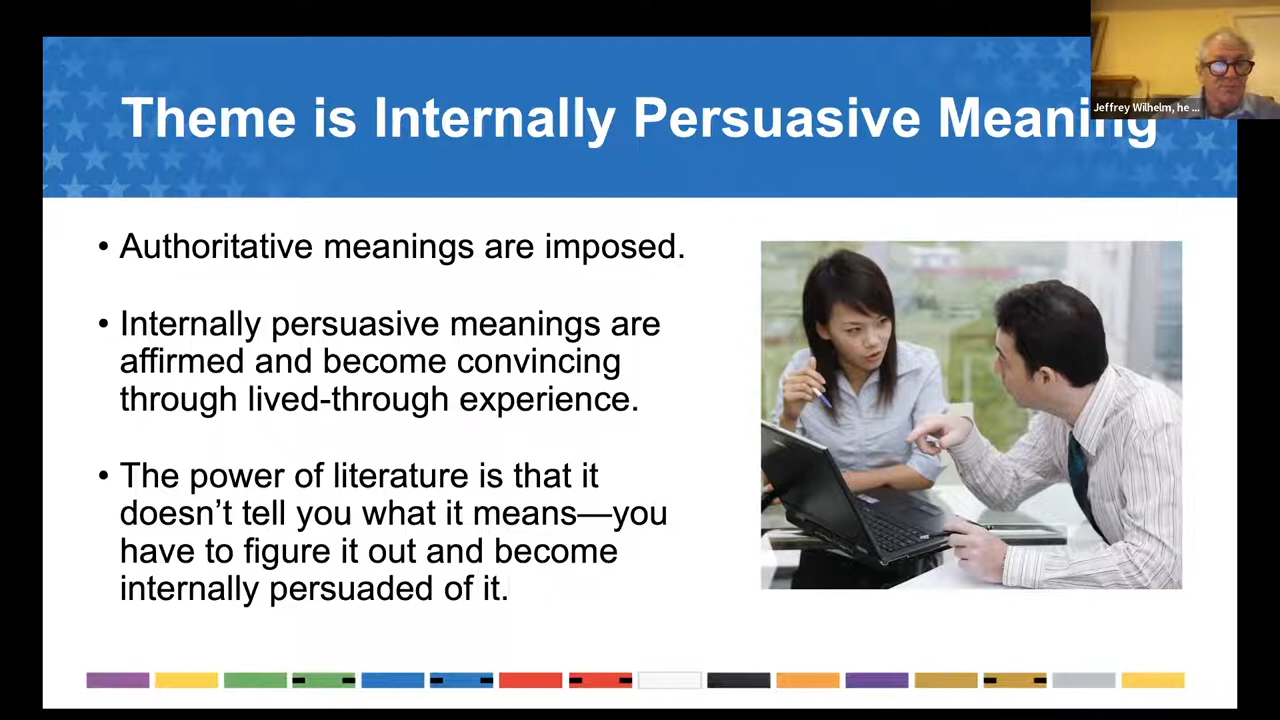 Theme is Internally Persuasive Meaning
Jeffrey Wilhelm, he ...
• Authoritative meanings are imposed.
• Internally persuasive meanings are
affirmed and become convincing
through lived-through experience.
• The power of literature is that it
doesn’t tell you what it means—you
have to figure it out and become
internally persuaded of it.